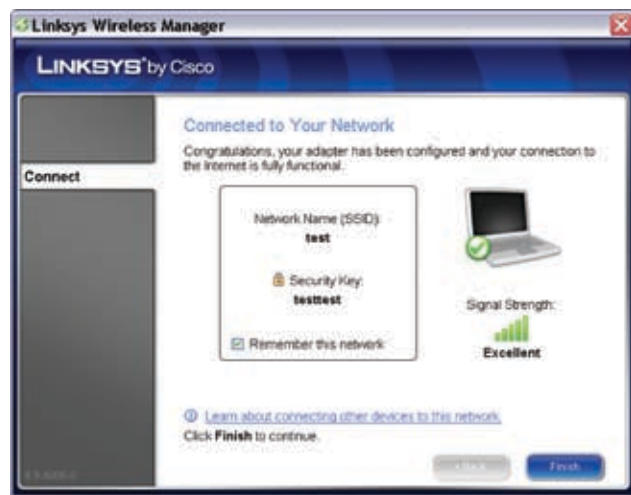 Linksys Wireless Manager
LINKSYS® by Cisco
Connected to Your Network
Congratulations, your adapter has been configured and your connection to
the Internet is fully functional.
Connect
Network Name (SSID):
test
Security Key:
testtest
Remember this network
Signal Strength:
Excellent
Learn about connecting other devices to this network.
Click Finish to continue.
Finish